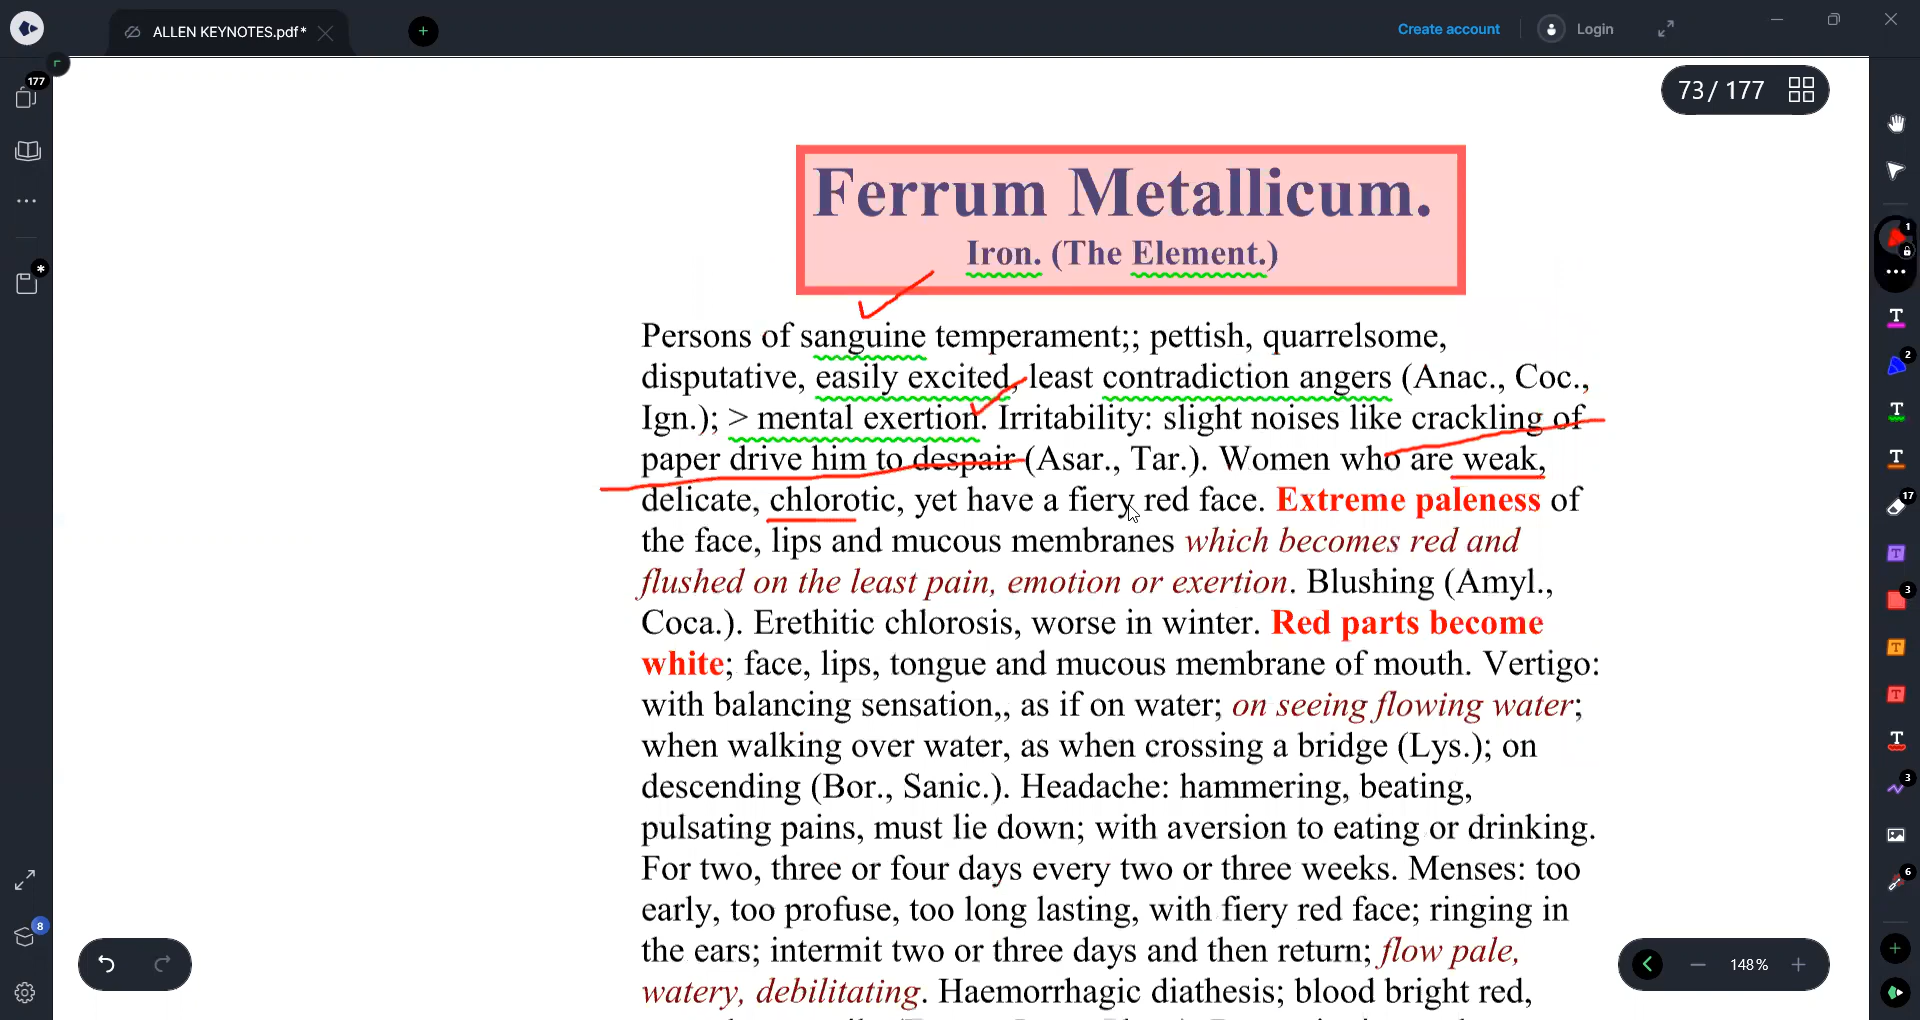 ALLEN KEYNOTES.pdf*
Create account
Login
177
73/ 177
Ferrum Metallicum.
Iron. (The Element.)
Persons of sanguine temperament;; pettish, quarrelsome,
disputative, easily excited, least contradiction angers (Anac., Coc.,
Ign.); > mental exertion. Irritability: slight noises like crackling of
paper drive him to despair (Asar., Tar.). Women who are weak,
delicate, chlorotic, yet have a fiery red face. Extreme paleness of
the face, lips and mucous membranes which becomes red and
flushed on the least pain, emotion or exertion. Blushing (Amyl.,
Coca.). Erethitic chlorosis, worse in winter. Red parts become
white; face, lips, tongue and mucous membrane of mouth. Vertigo:
with balancing sensation,, as if on water; on seeing flowing water;
when walking over water, as when crossing a bridge (Lys.); on
descending (Bor., Sanic.). Headache: hammering, beating,
pulsating pains, must lie down; with aversion to eating or drinking.
For two, three or four days every two or three weeks. Menses: too
early, too profuse, too long lasting, with fiery red face; ringing in
the ears; intermit two or three days and then return; flow pale,
watery, debilitating. Haemorrhagic diathesis; blood bright red,
8
148%
1
2
17
3
3
6